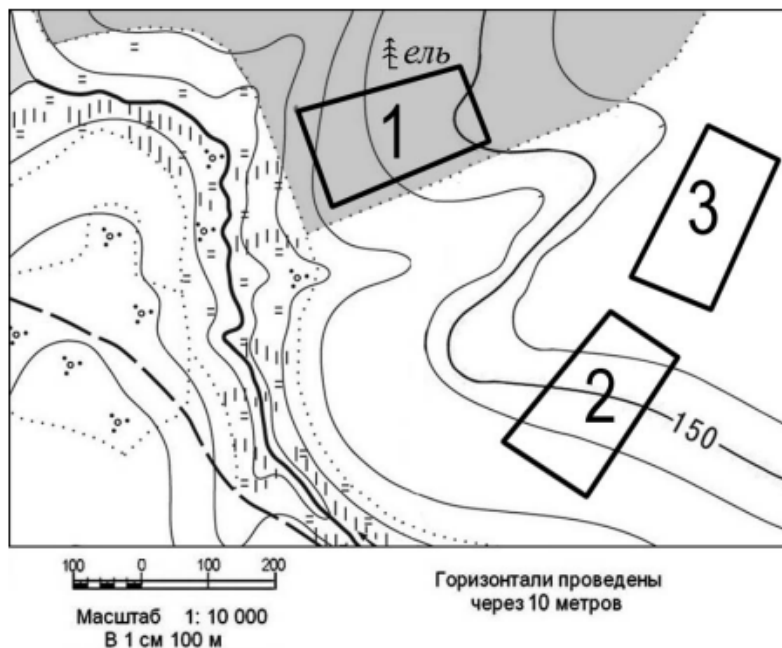 ель
1
3
2
150
100 0 100 200
Масштаб 1: 10 000
В 1 см 100 м
Горизонтали проведены
через 10 метров